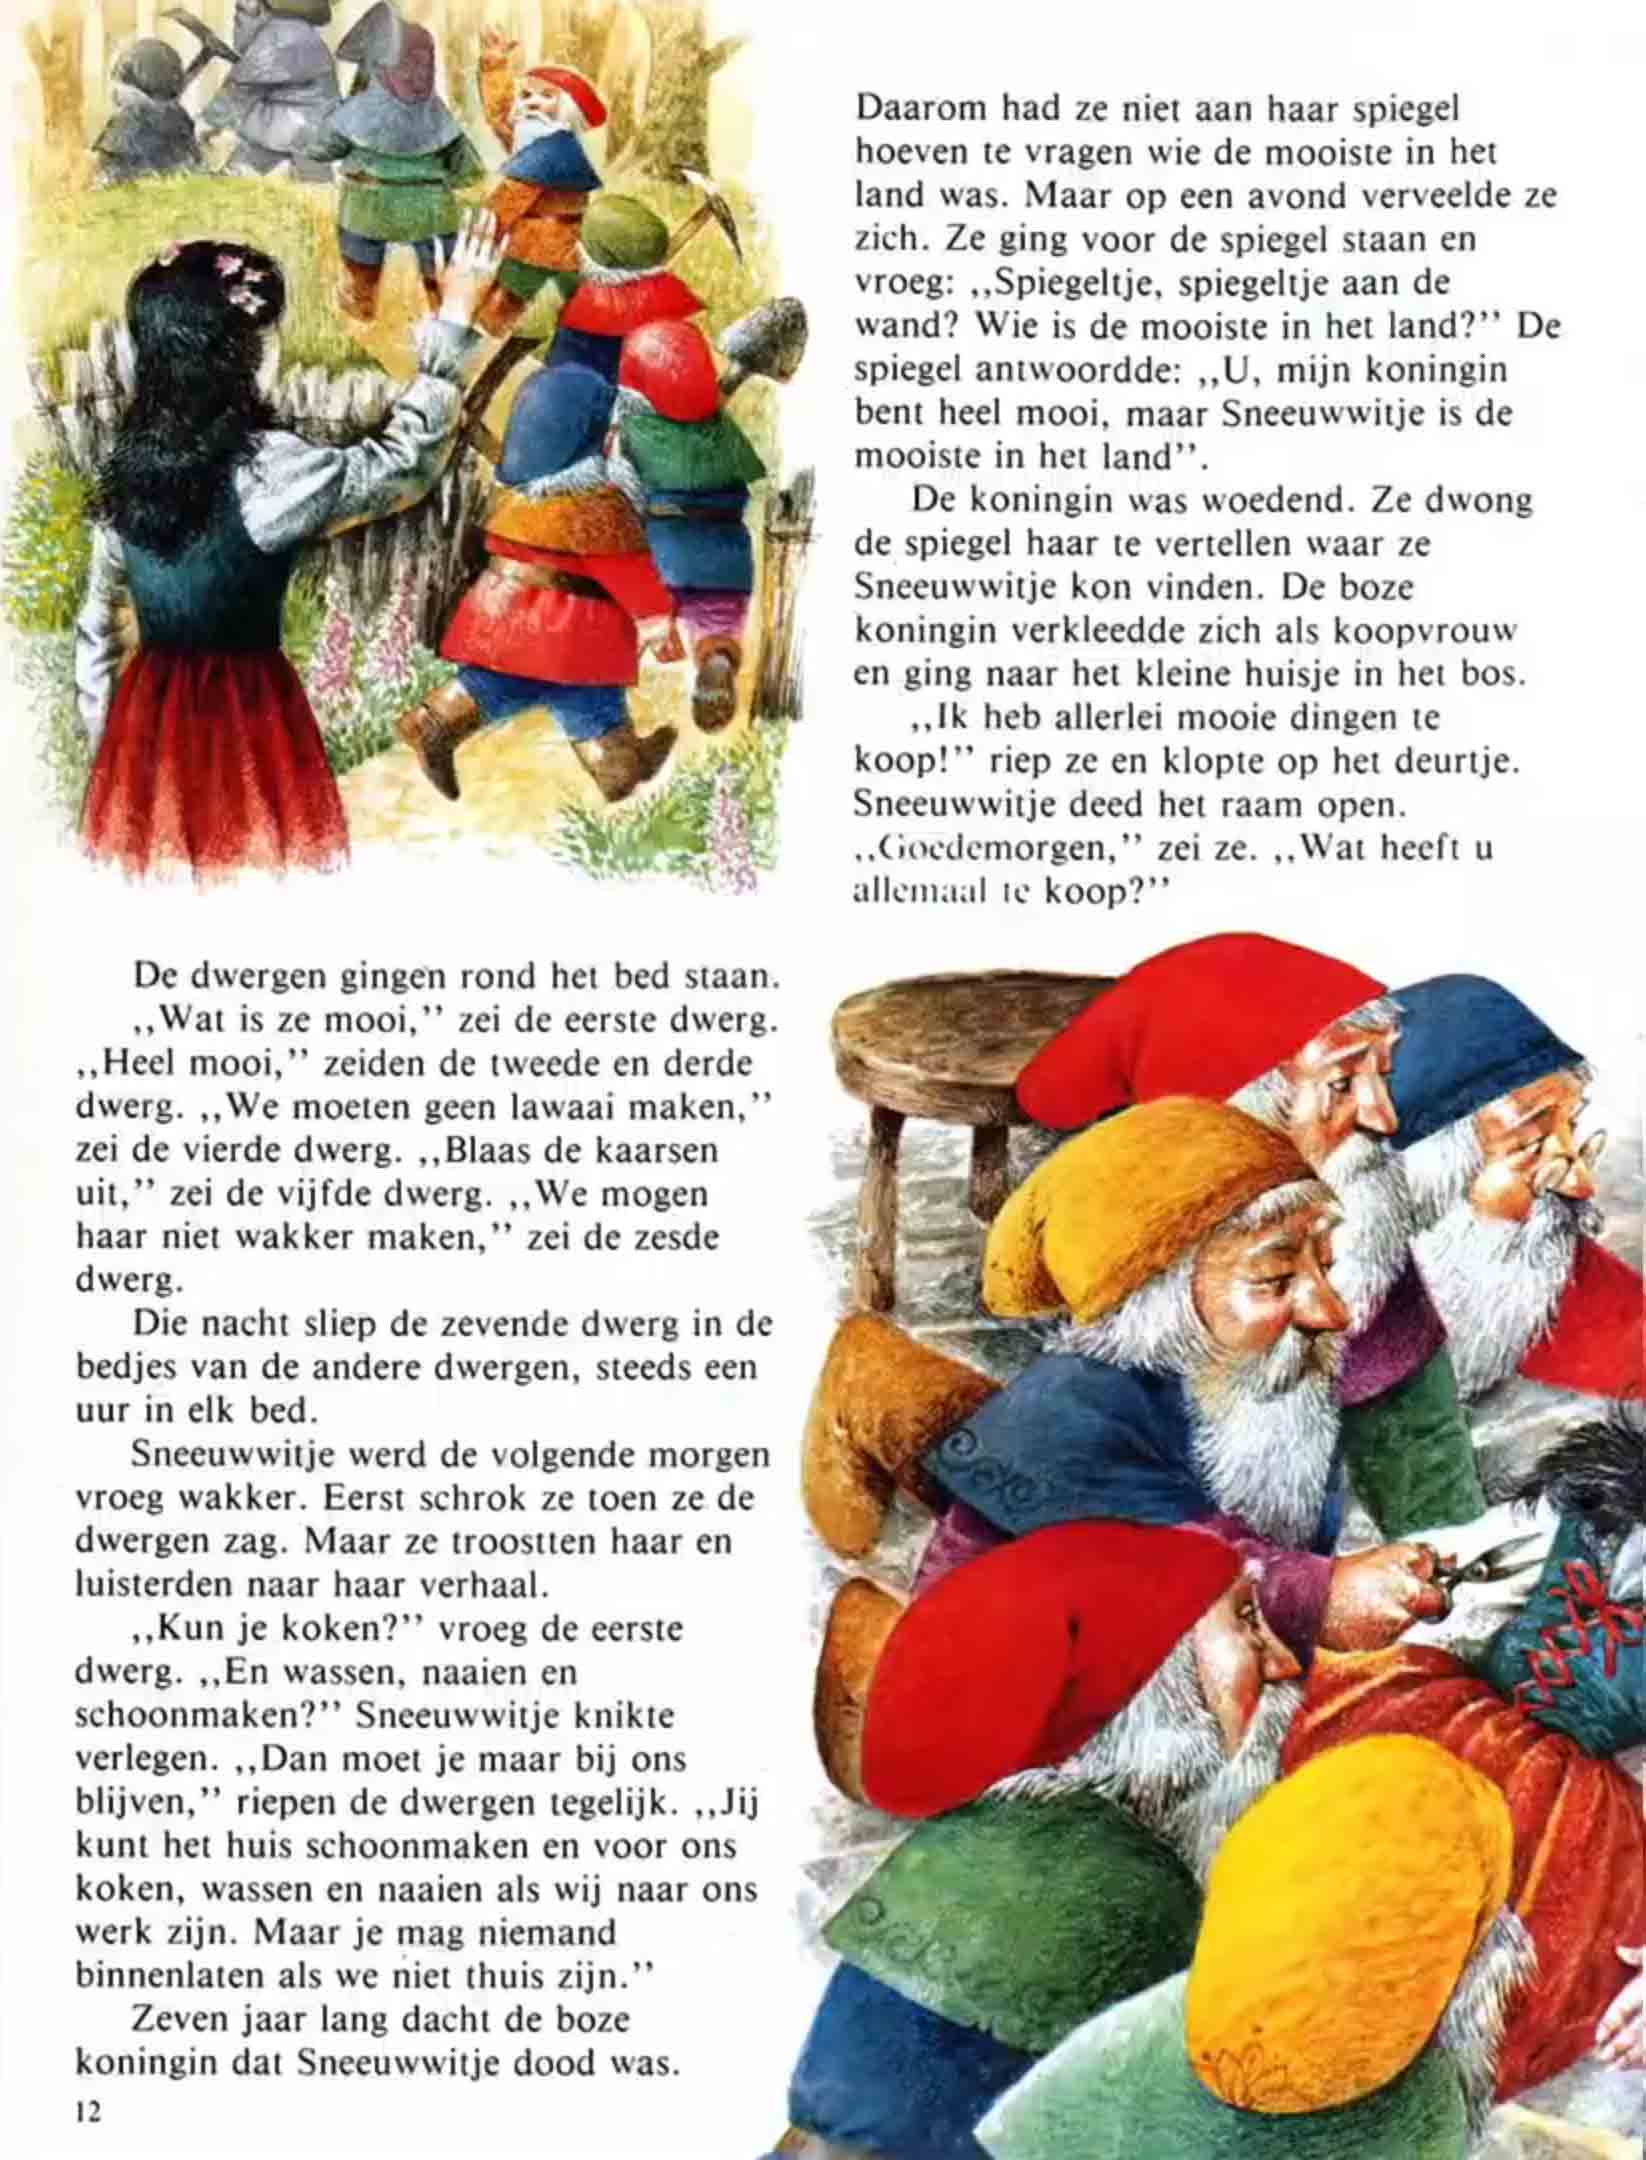 De dwergen gingen rond het bed staan.
,,Wat is ze mooi,” zei de eerste dwerg.
,,Heel mooi,” zeiden de tweede en derde
dwerg. ,,We moeten geen lawaai maken,”
zei de vierde dwerg. ,,Blaas de kaarsen
uit,” zei de vijfde dwerg. ,,We mogen
haar niet wakker maken,” zei de zesde
dwerg.
Die nacht sliep de zevende dwerg in de
bedjes van de andere dwergen, steeds een
uur in elk bed.
Sneeuwwitje werd de volgende morgen
vroeg wakker. Eerst schrok ze toen ze de
dwergen zag. Maar ze troostten haar en
luisterden naar haar verhaal.
,,Kun je koken?” vroeg de eerste
dwerg. ,,En wassen, naaien en
schoonmaken?” Sneeuwwitje knikte
verlegen. ,,Dan moet je maar bij ons
blijven,” riepen de dwergen tegelijk. ,,Jij
kunt het huis schoonmaken en voor ons
koken, wassen en naaien als wij naar ons
werk zijn. Maar je mag niemand
binnenlaten als we niet thuis zijn.”
Zeven jaar lang dacht de boze
koningin dat Sneeuwwitje dood was.
12
Daarom had ze niet aan haar spiegel
hoeven te vragen wie de mooiste in het
land was. Maar op een avond verveelde ze
zich. Ze ging voor de spiegel staan en
vroeg: ,,Spiegeltje, spiegeltje aan de
wand? Wie is de mooiste in het land?” De
spiegel antwoordde: ,,U, mijn koningin
bent heel mooi, maar Sneeuwwitje is de
mooiste in het land”.
De koningin was woedend. Ze dwong
de spiegel haar te vertellen waar ze
Sneeuwwitje kon vinden. De boze
koningin verkleedde zich als koopvrouw
en ging naar het kleine huisje in het bos.
,,Ik heb allerlei mooie dingen te
koop!” riep ze en klopte op het deurtje.
Sneeuwwitje deed het raam open.
,,Goedemorgen,” zei ze. ,,Wat heeft u
allemaal te koop?”